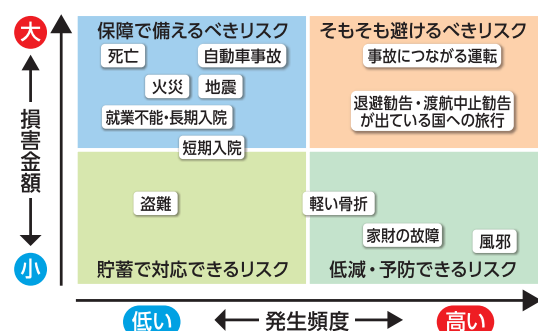 大
損害金額
小
保障で備えるべきリスク
死亡
自動車事故
火災
地震
就業不能・長期入院
短期入院
そもそも避けるべきリスク
事故につながる運転
退避勧告・渡航中止勧告
が出ている国への旅行
盗難
貯蓄で対応できるリスク
軽い骨折
家財の故障
風邪
低減・予防できるリスク
低い
発生頻度
高い